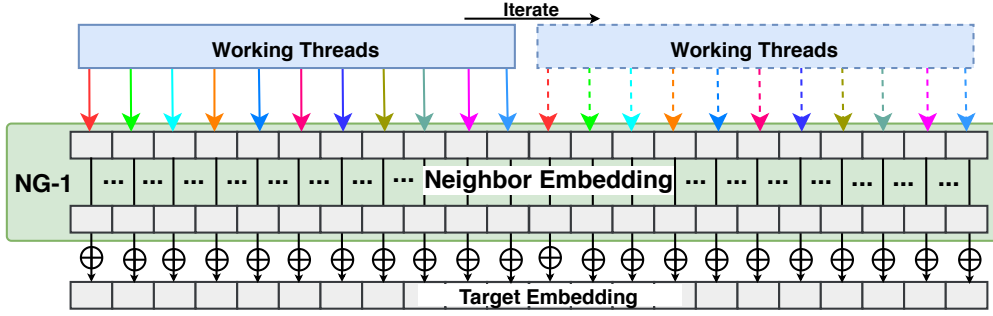 Iterate
Working Threads
Working Threads
NG-1
... ... ... ... ... ... ... ... Neighbor Embedding ... ... ... ... ... ... ...
Target Embedding